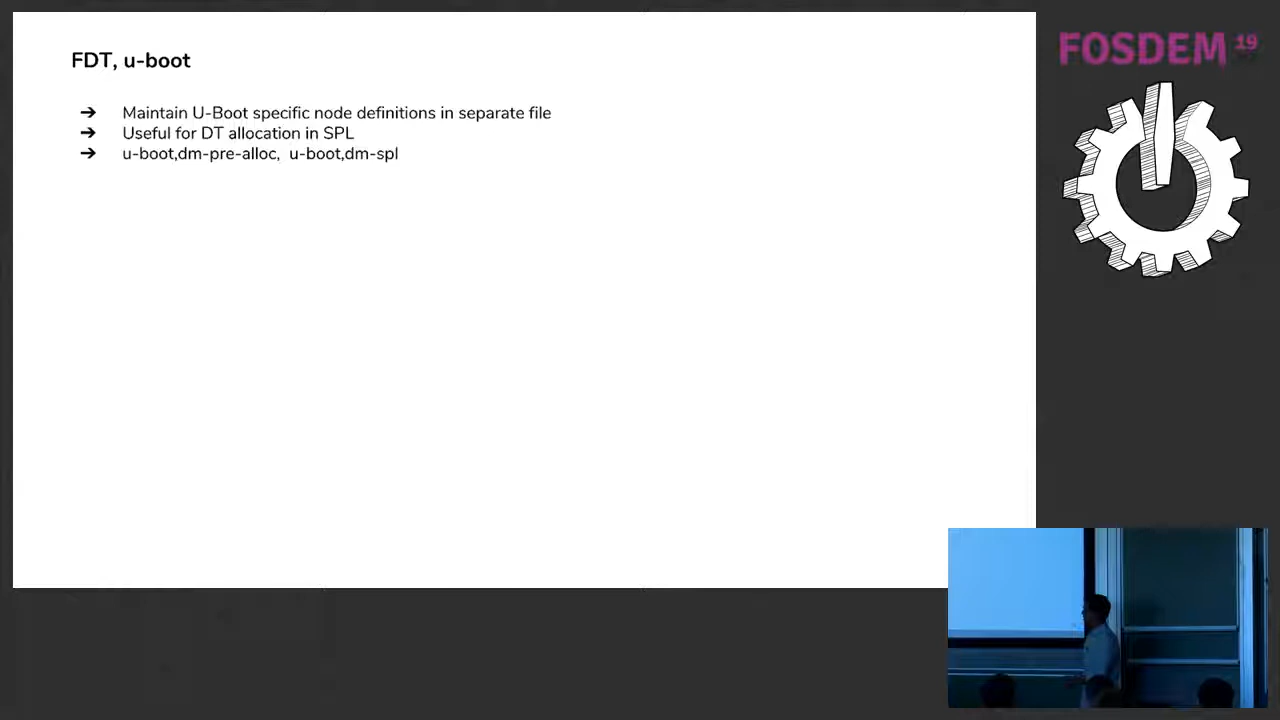 FDT, u-boot
➔ Maintain U-Boot specific node definitions in separate file
➔ Useful for DT allocation in SPL
➔ u-boot,dm-pre-alloc, u-boot,dm-spl
FOSDEM 19